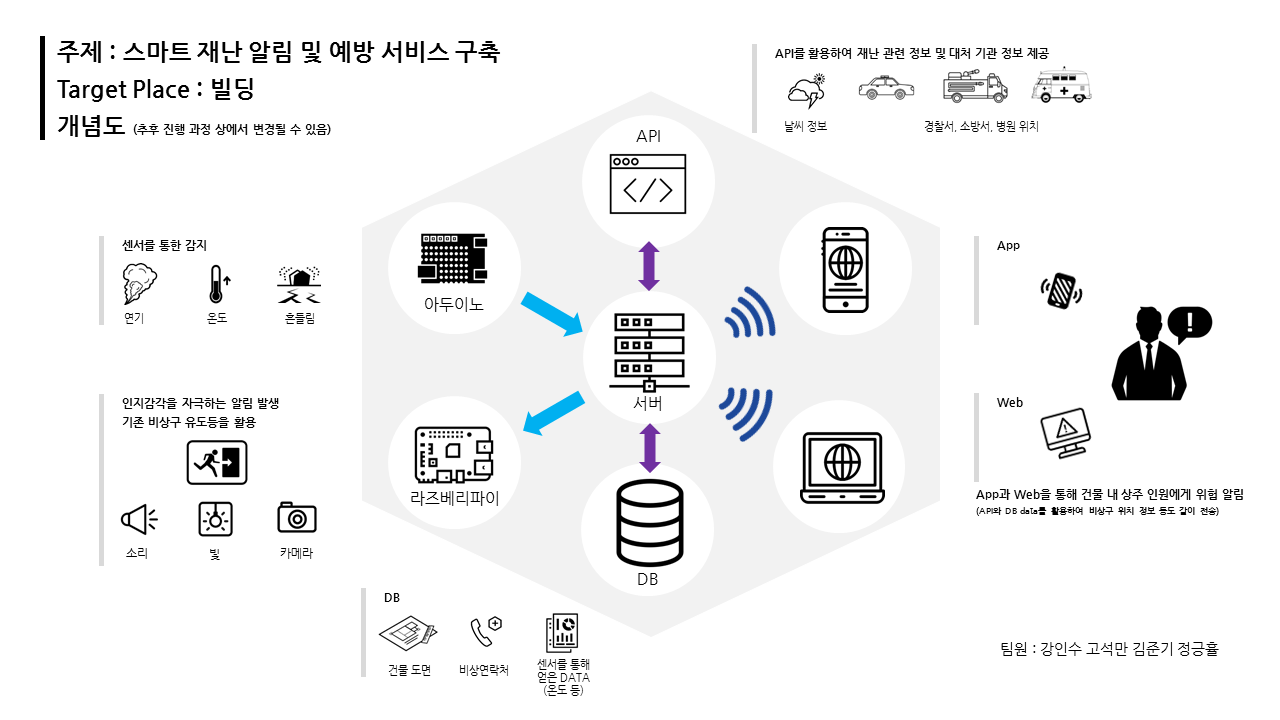 주제 : 스마트 재난 알림 및 예방 서비스 구축
Target Place : 빌딩
개념도 (추후 진행 과정 상에서 변경될 수 있음)
API를 활용하여 재난 관련 정보 및 대처 기관 정보 제공
날씨 정보
경찰서, 소방서, 병원 위치
API
센서를 통한 감지
연기
온도
흔들림
아두이노
서버
App
인지감각을 자극하는 알림 발생
기존 비상구 유도등을 활용
소리
빛
카메라
라즈베리파이
Web
App과 Web을 통해 건물 내 상주 인원에게 위험 알림
(API와 DB data를 활용하여 비상구 위치 정보 등도 같이 전송)
DB
DB
건물 도면
비상연락처
센서를 통해
얻은 DATA
(온도 등)
팀원 : 강인수 고석만 김준기 정긍휼